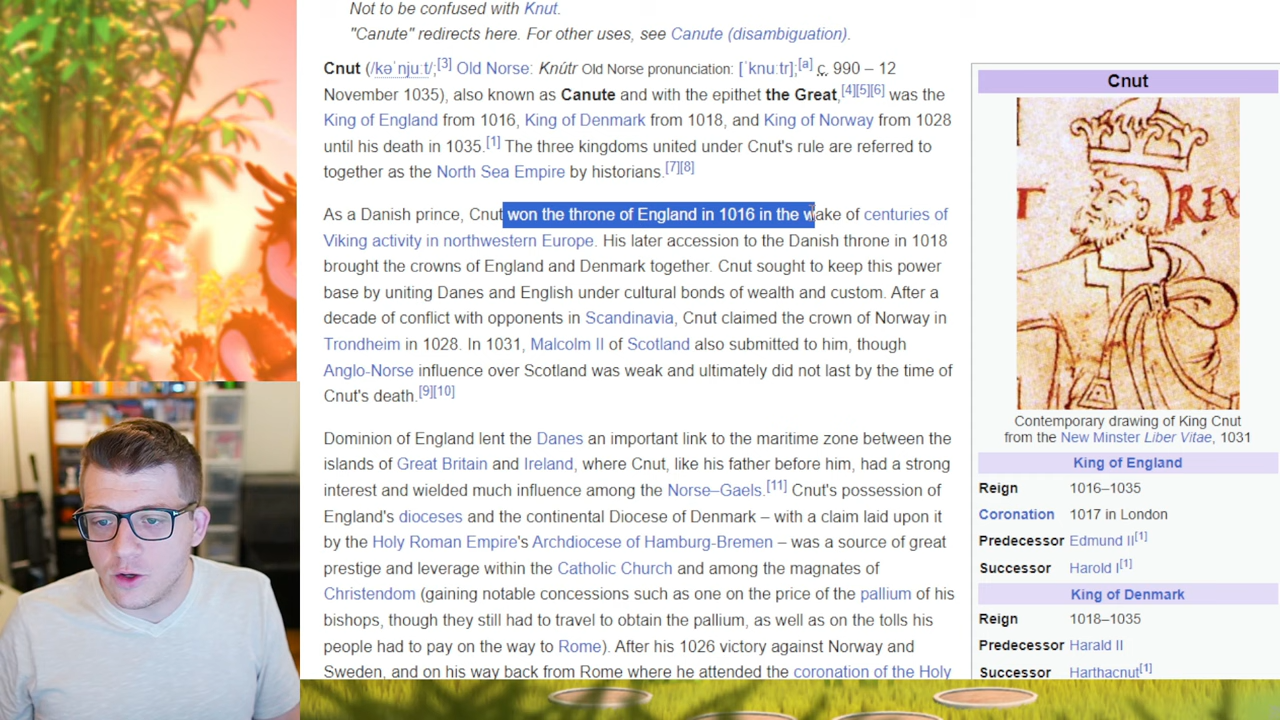 Not to be confused with Knut.
"Canute" redirects here. For other uses, see Canute (disambiguation).
Cnut (/kəˈnjuːt/;[3] Old Norse: Knútr Old Norse pronunciation: [ˈknuːtr];[a] c. 990 – 12
November 1035), also known as Canute and with the epithet the Great,[4][5][6] was the
King of England from 1016, King of Denmark from 1018, and King of Norway from 1028
until his death in 1035.[1] The three kingdoms united under Cnut's rule are referred to
together as the North Sea Empire by historians.[7][8]
As a Danish prince, Cnut won the throne of England in 1016 in the wake of centuries of
Viking activity in northwestern Europe. His later accession to the Danish throne in 1018
brought the crowns of England and Denmark together. Cnut sought to keep this power
base by uniting Danes and English under cultural bonds of wealth and custom. After a
decade of conflict with opponents in Scandinavia, Cnut claimed the crown of Norway in
Trondheim in 1028. In 1031, Malcolm II of Scotland also submitted to him, though
Anglo-Norse influence over Scotland was weak and ultimately did not last by the time of
Cnut's death.[9][10]
Dominion of England lent the Danes an important link to the maritime zone between the
islands of Great Britain and Ireland, where Cnut, like his father before him, had a strong
interest and wielded much influence among the Norse–Gaels.[11] Cnut's possession of
England's dioceses and the continental Diocese of Denmark – with a claim laid upon it
by the Holy Roman Empire's Archdiocese of Hamburg-Bremen – was a source of great
prestige and leverage within the Catholic Church and among the magnates of
Christendom (gaining notable concessions such as one on the price of the pallium of his
bishops, though they still had to travel to obtain the pallium, as well as on the tolls his
people had to pay on the way to Rome). After his 1026 victory against Norway and
Sweden, and on his way back from Rome where he attended the coronation of the Holy
Cnut
REX
Contemporary drawing of King Cnut
from the New Minster Liber Vitae, 1031
King of England
Reign 1016–1035
Coronation 1017 in London
Predecessor Edmund II[1]
Successor Harold I[1]
King of Denmark
Reign 1018–1035
Predecessor Harald II
Successor Harthacnut[1]